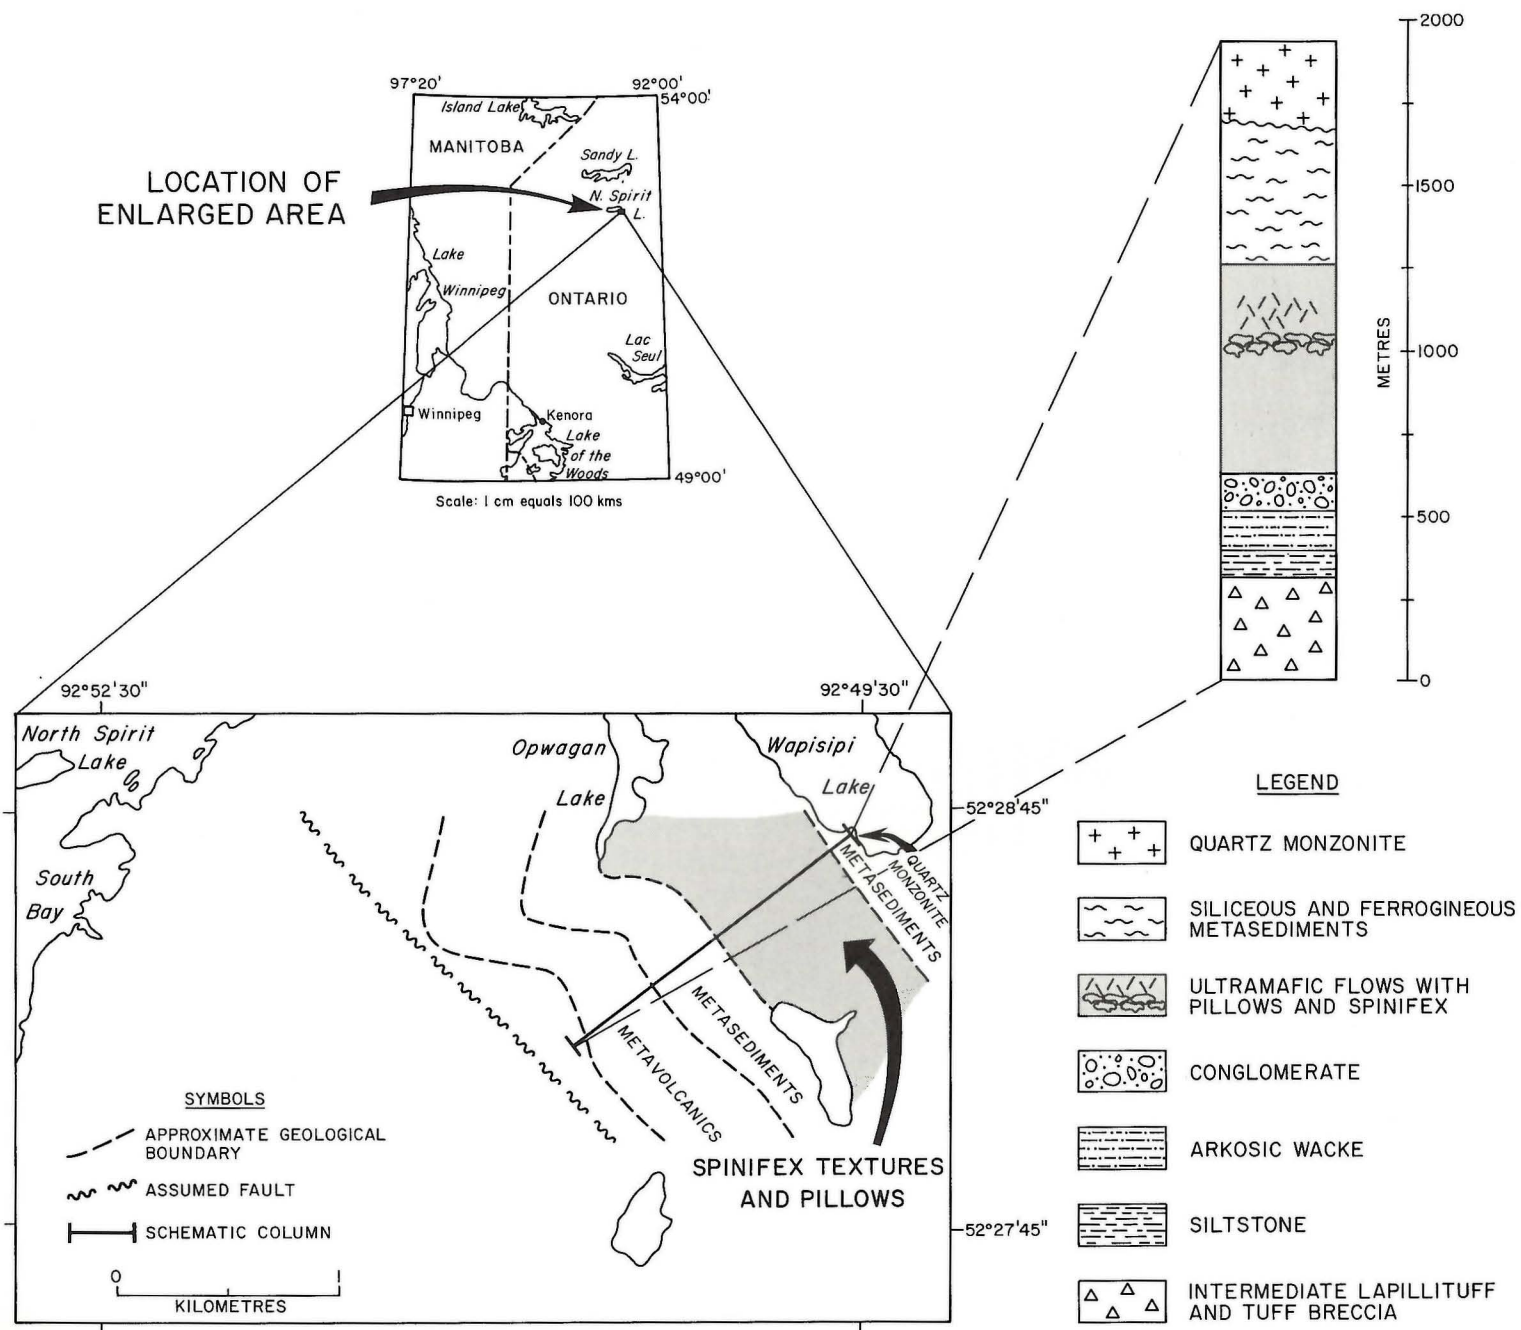 97°20'
92°00'
54°00'
Island Lake
MANITOBA
Sandy L.
N. Spirit
L.
LOCATION OF
ENLARGED AREA
Lake
Winnipeg
ONTARIO
Lac
Seul
Winnipeg
Kenora
Lake
of the
Woods
49°00'
Scale: 1 cm equals 100 kms
2000
1500
1000
500
0
METRES
92°52'30"
92°49'30"
North Spirit
Lake
Opwagan
Lake
Wapisipi
Lake
52°28'45"
South
Bay
METASEDIMENTS
QUARTZ
MONZONITE
METASEDIMENTS
METAVOLCANICS
SPINIFEX TEXTURES
AND PILLOWS
52°27'45"
SYMBOLS
APPROXIMATE GEOLOGICAL
BOUNDARY
ASSUMED FAULT
SCHEMATIC COLUMN
0
1
KILOMETRES
LEGEND
QUARTZ MONZONITE
SILICEOUS AND FERROGINEOUS
METASEDIMENTS
ULTRAMAFIC FLOWS WITH
PILLOWS AND SPINIFEX
CONGLOMERATE
ARKOSIC WACKE
SILTSTONE
INTERMEDIATE LAPILLITUFF
AND TUFF BRECCIA